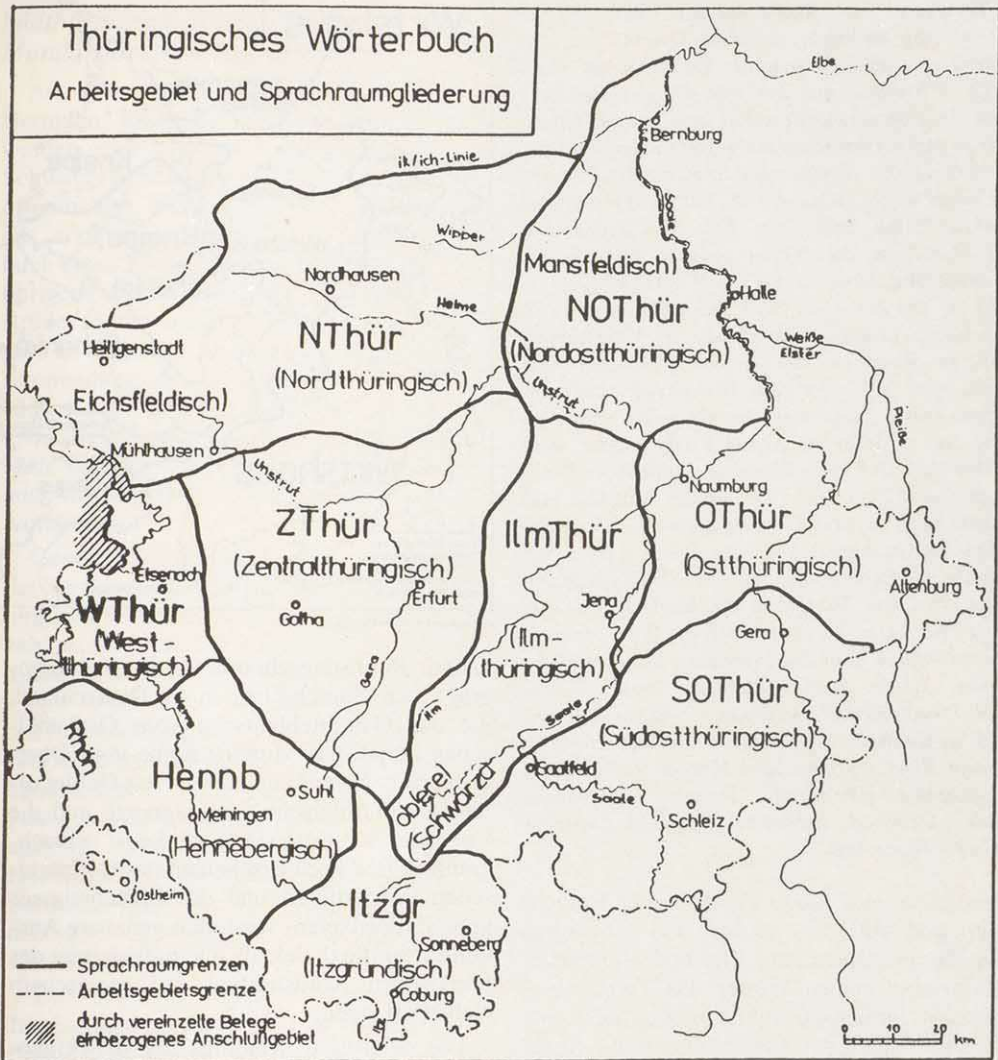 Thüringisches Wörterbuch
Arbeitsgebiet und Sprachraumgliederung
Elbe
Bernburg
ik/ich-Linie
Saale
Wipper
Mansf(eldisch)
Nordhausen
Halle
Helme
NOThür
NThür
Weiße
Elster
Heiligenstadt
(Nordostthüringisch)
(Nordthüringisch)
Unstrut
Eichsf(eldisch)
Pleiße
Mühlhausen
Unstrut
Naumburg
ZThür
IlmThür
OThür
(Zentralthüringisch)
(Ostthüringisch)
Eisenach
Erfurt
Altenburg
WThür
Gotha
Jena
(West-
thüringisch)
(Ilm-
thüringisch)
Gera
Gera
SOThür
Werra
Ilm
Saale
(Südostthüringisch)
Rhön
Hennb
Saalfeld
Suhl
ob(ere)
Schwarza)
Saale
Meiningen
Schleiz
(Hennebergisch)
Ostheim
Itzgr
Sonneberg
(Itzgründisch)
Sprachraumgrenzen
Arbeitsgebietsgrenze
Coburg
Itz
durch vereinzelte Belege
einbezogenes Anschlußgebiet
0 10 20
km